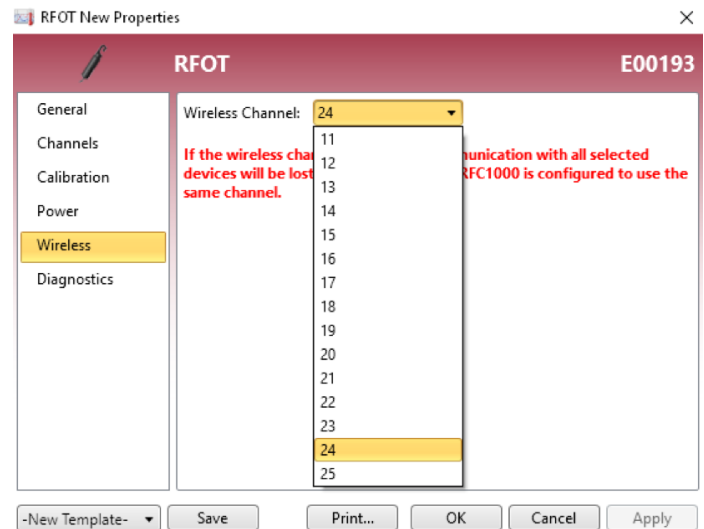 RFOT New Properties
RFOT E00193
General
Channels
Calibration
Power
Wireless
Diagnostics
Wireless Channel: 24
11
12
13
14
15
16
17
18
19
20
21
22
23
24
25
If the wireless cha unication with all selected
devices will be lost RFC1000 is configured to use the
same channel.
-New Template- Save Print... OK Cancel Apply